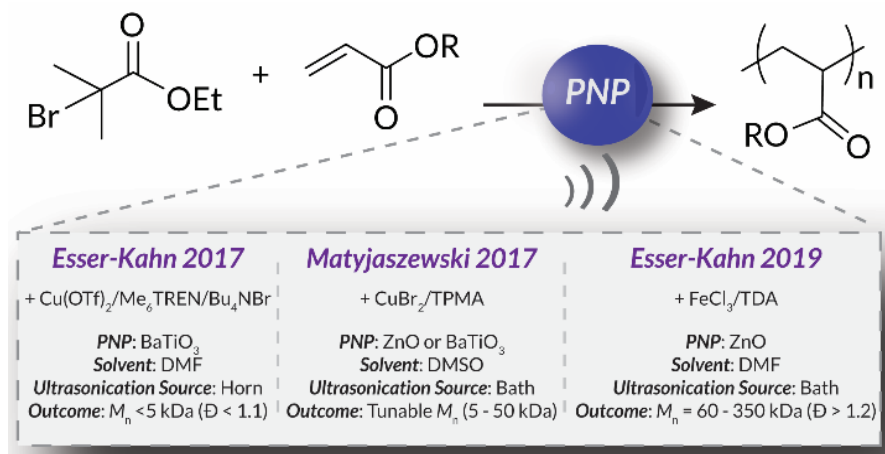 O
OEt
Br
+
OR
O
PNP
n
RO
O
Esser-Kahn 2017
+ Cu(OTf)₂/Me₆TREN/Bu₄NBr
PNP: BaTiO₃
Solvent: DMF
Ultrasonication Source: Horn
Outcome: Mₙ <5 kDa (Đ < 1.1)
Matyjaszewski 2017
+ CuBr₂/TPMA
PNP: ZnO or BaTiO₃
Solvent: DMSO
Ultrasonication Source: Bath
Outcome: Tunable Mₙ (5 - 50 kDa)
Esser-Kahn 2019
+ FeCl₃/TDA
PNP: ZnO
Solvent: DMF
Ultrasonication Source: Bath
Outcome: Mₙ = 60 - 350 kDa (Đ > 1.2)